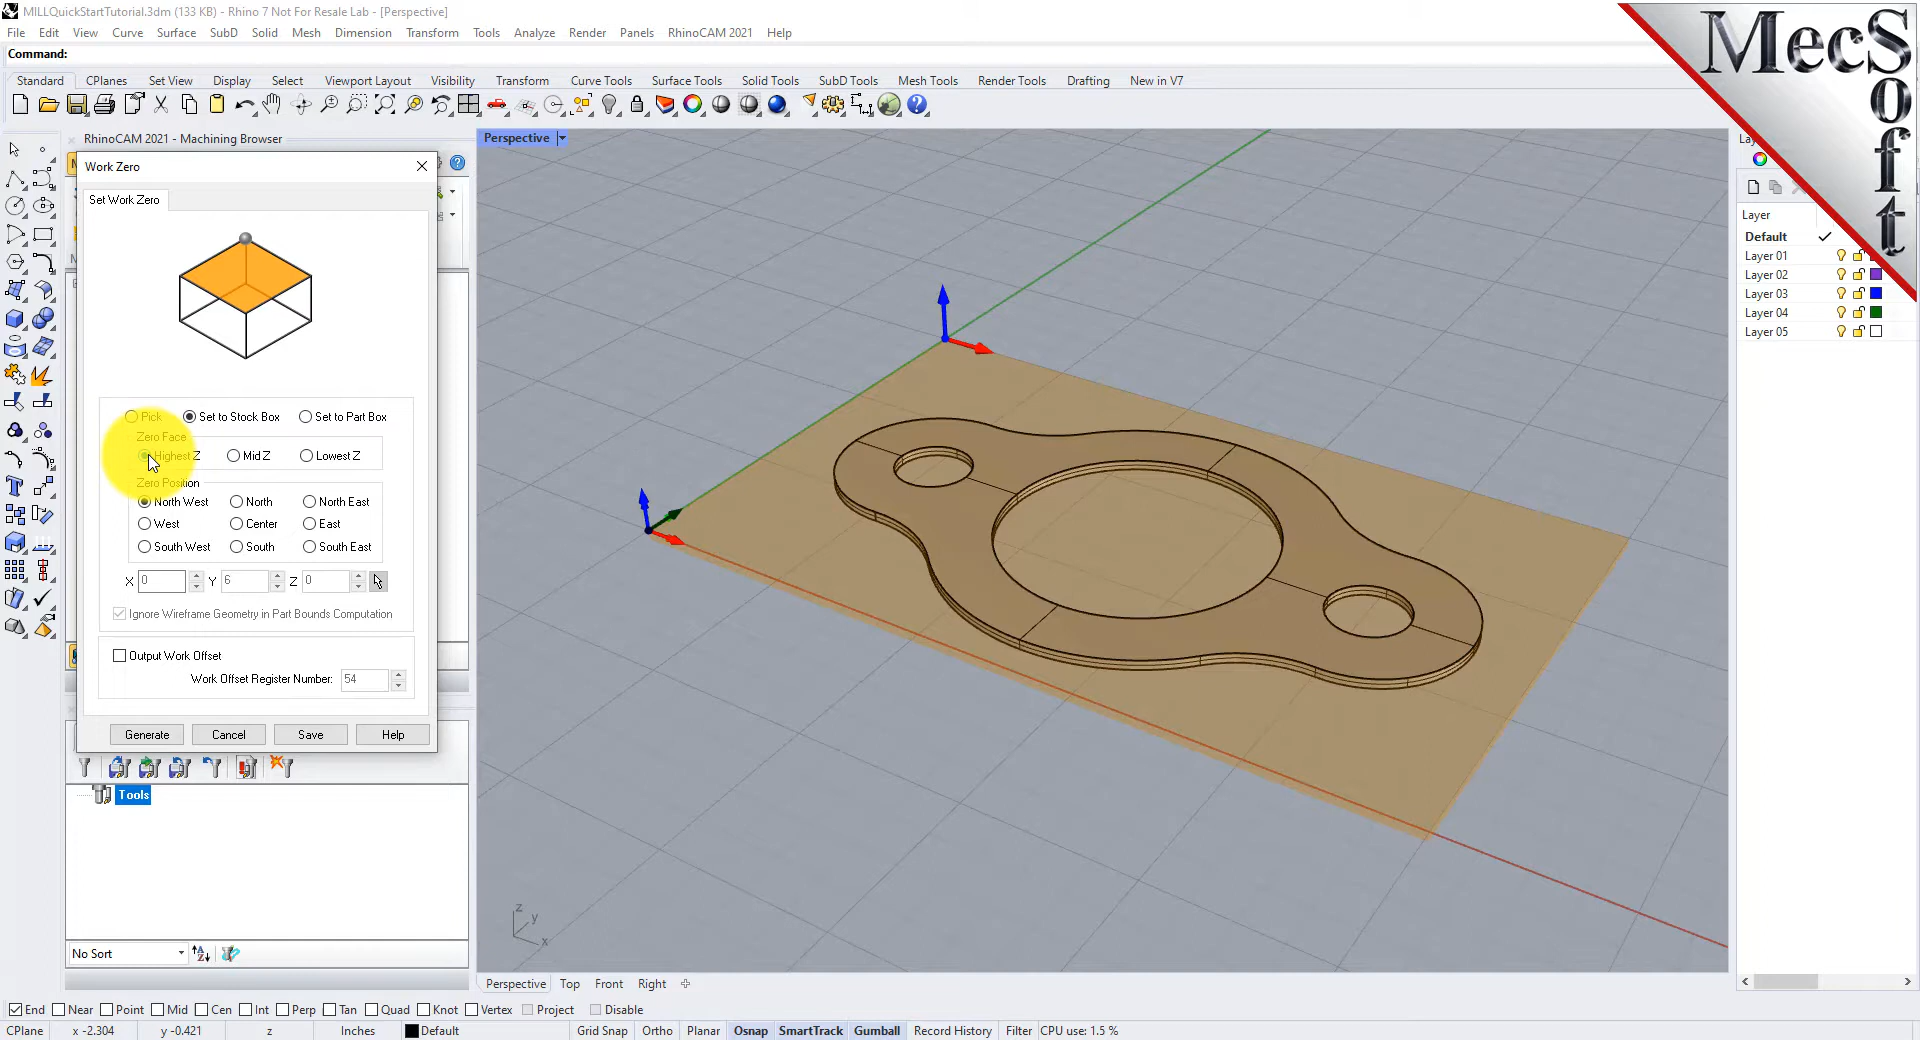 MILLQuickStartTutorial.3dm (133 KB) - Rhino 7 Not For Resale Lab - [Perspective]
File Edit View Curve Surface SubD Solid Mesh Dimension Transform Tools Analyze Render Panels RhinoCAM 2021 Help
Command:
Standard CPlanes Set View Display Select Viewport Layout Visibility Transform Curve Tools Surface Tools Solid Tools SubD Tools Mesh Tools Render Tools Drafting New in V7
MecSoft
RhinoCAM 2021 - Machining Browser
Perspective
Work Zero
Set Work Zero
Pick Set to Stock Box Set to Part Box
Zero Face
Highest Z Mid Z Lowest Z
Zero Position
North West North North East
West Center East
South West South South East
X 0 Y 6 Z 0
Ignore Wireframe Geometry in Part Bounds Computation
Output Work Offset
Work Offset Register Number: 54
Generate Cancel Save Help
Tools
No Sort
Layer
Default
Layer 01
Layer 02
Layer 03
Layer 04
Layer 05
z
y
x
Perspective Top Front Right
End Near Point Mid Cen Int Perp Tan Quad Knot Vertex Project Disable
CPlane x -2.304 y -0.421 z Inches Default Grid Snap Ortho Planar Osnap SmartTrack Gumball Record History Filter CPU use: 1.5 %